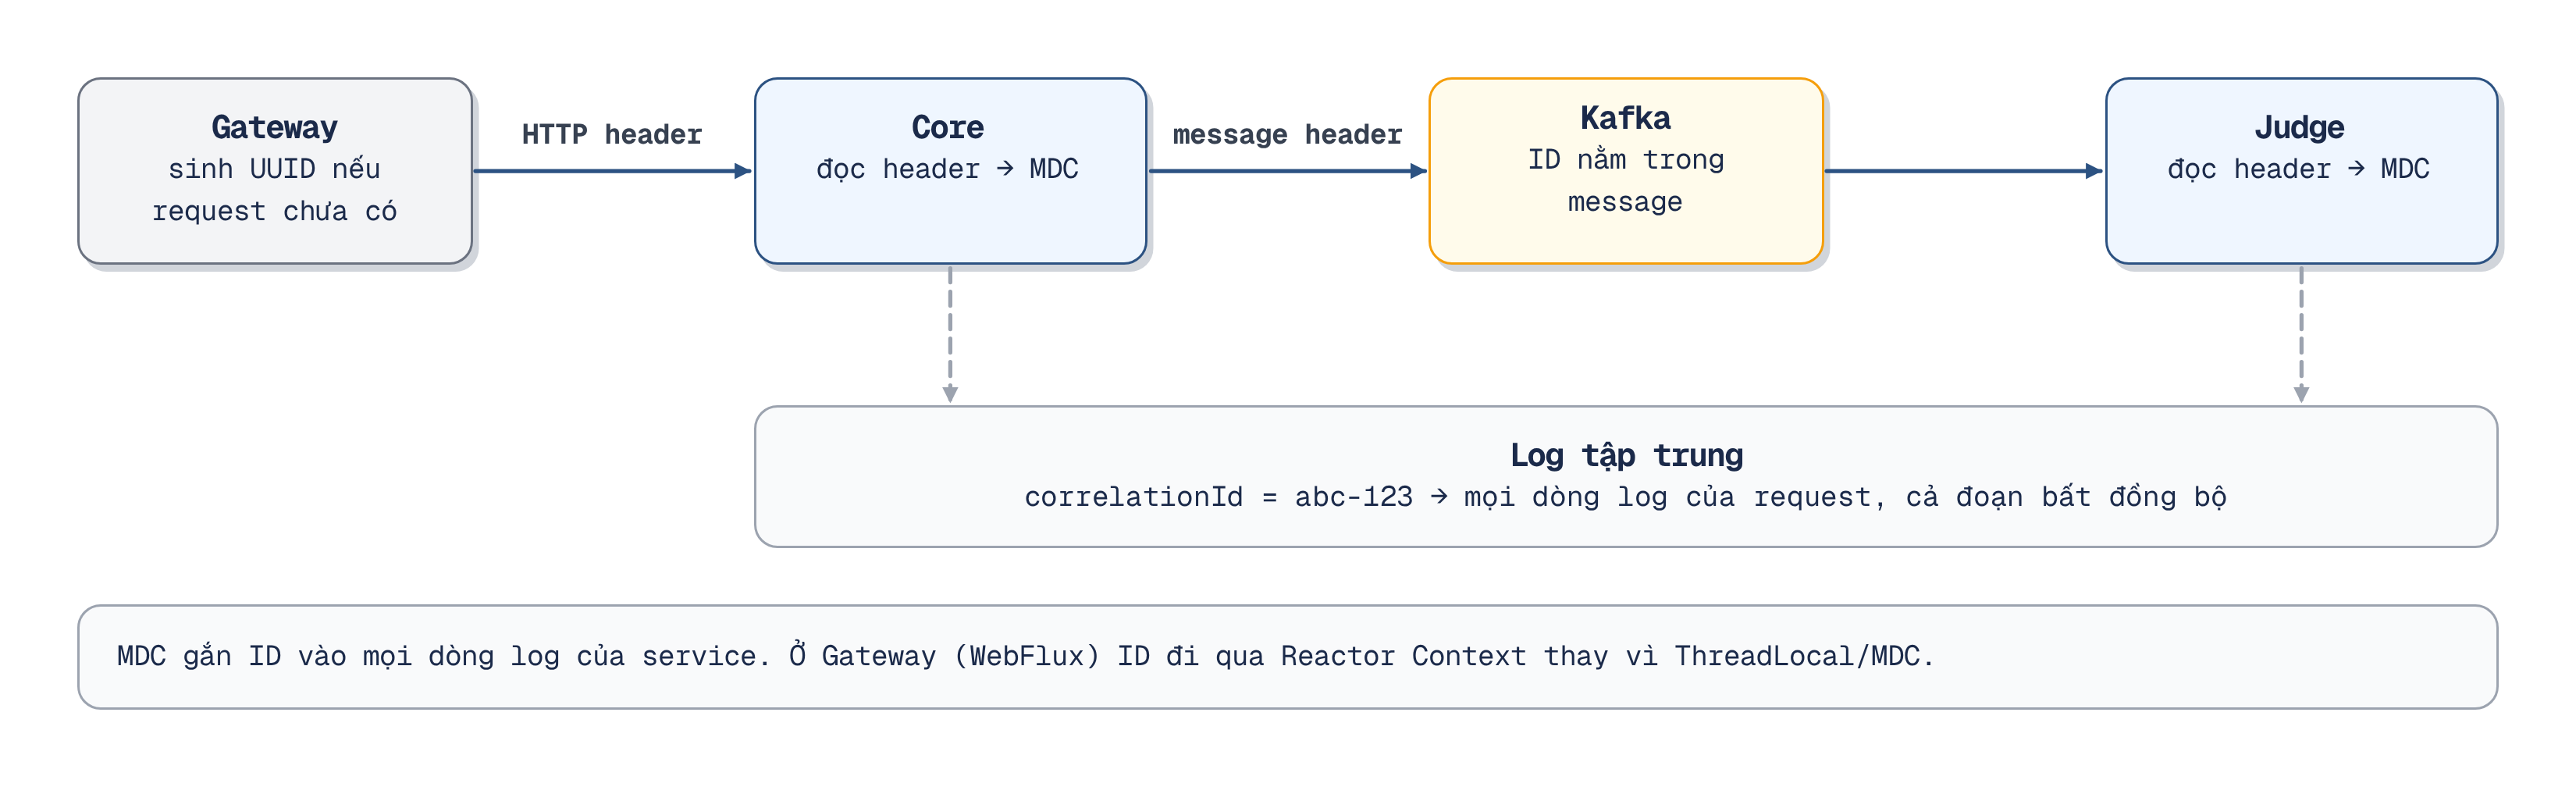 Gateway
sinh UUID nếu
request chưa có
HTTP header
Core
đọc header → MDC
message header
Kafka
ID nằm trong
message
Judge
đọc header → MDC
Log tập trung
correlationId = abc-123 → mọi dòng log của request, cả đoạn bất đồng bộ
MDC gắn ID vào mọi dòng log của service. Ở Gateway (WebFlux) ID đi qua Reactor Context thay vì ThreadLocal/MDC.